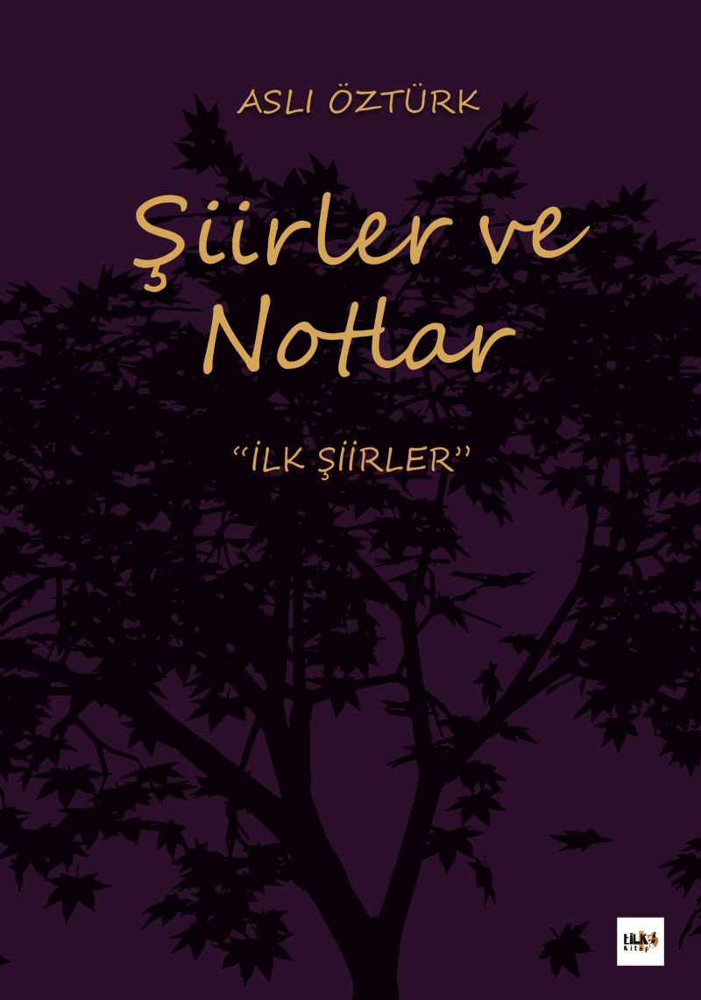 ASLI ÖZTÜRK
Şiirler ve
Notlar
“İLK ŞİİRLER”
tiLKi
Kitap